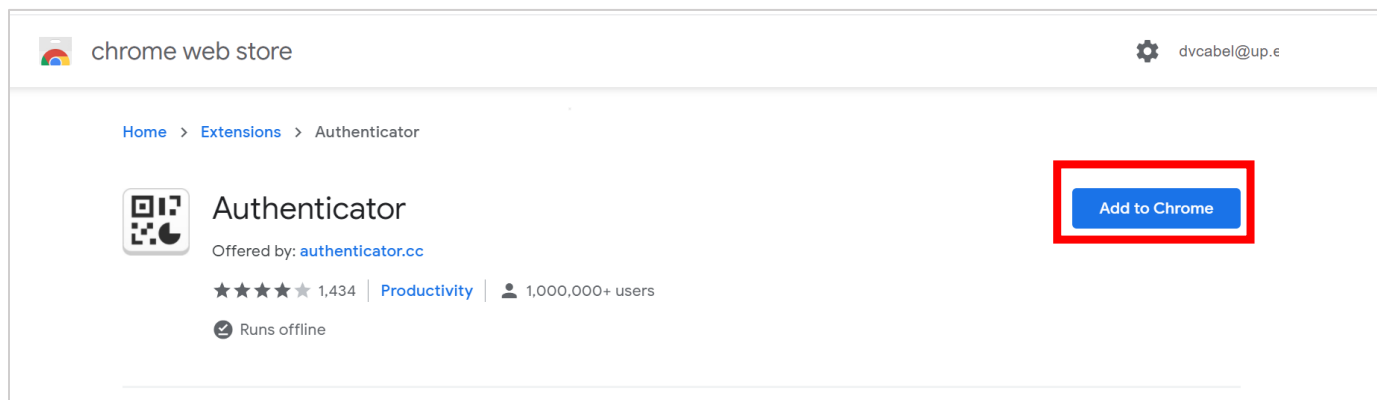 chrome web store
dvcabel@up.e
Home > Extensions > Authenticator
Authenticator
Add to Chrome
Offered by: authenticator.cc
1,434 Productivity 1,000,000+ users
Runs offline